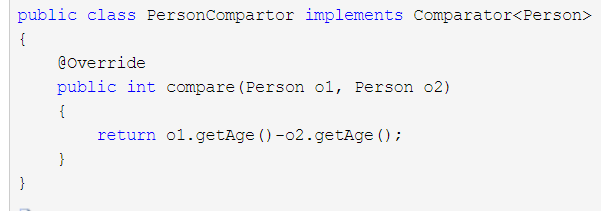 public class PersonCompartor implements Comparator<Person>
{
@Override
public int compare(Person o1, Person o2)
{
return o1.getAge()-o2.getAge();
}
}